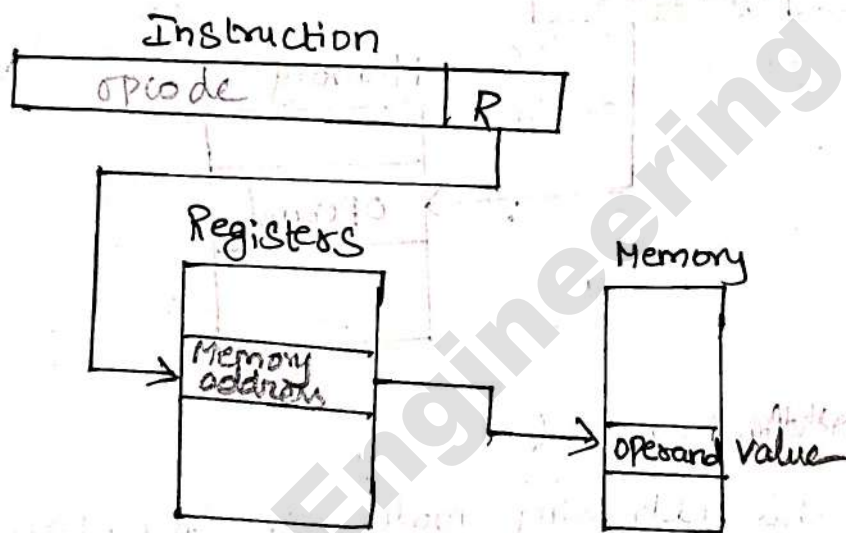 Instruction
opcode R
Registers
Memory
Memory
address
operand value
Engineering